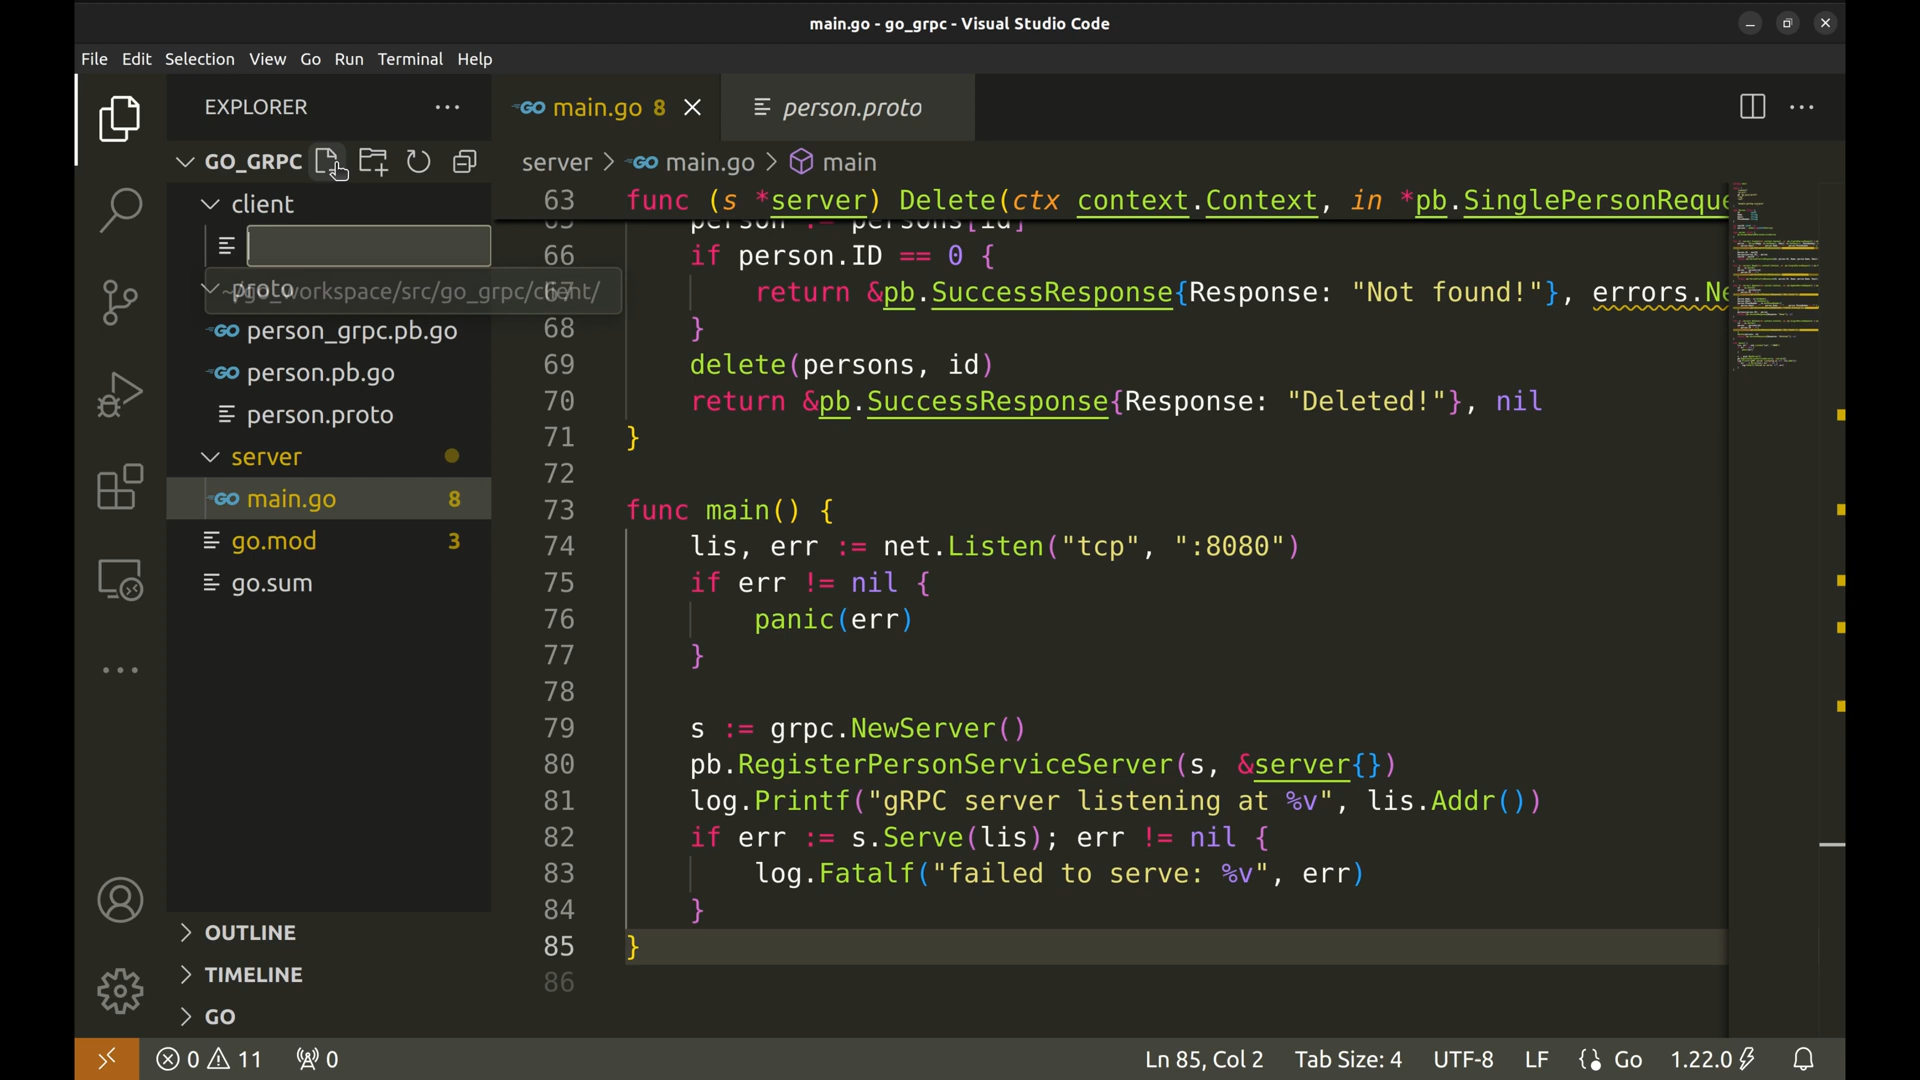 main.go - go_grpc - Visual Studio Code
File Edit Selection View Go Run Terminal Help
EXPLORER
GO main.go 8
person.proto
GO_GRPC
server > GO main.go > main
client
~/go_workspace/src/go_grpc/client/
proto
GO person_grpc.pb.go
GO person.pb.go
person.proto
server
GO main.go 8
go.mod 3
go.sum
OUTLINE
TIMELINE
GO
63 func (s *server) Delete(ctx context.Context, in *pb.SinglePersonReque
65 person := persons[id]
66 if person.ID == 0 {
67 return &pb.SuccessResponse{Response: "Not found!"}, errors.Ne
68 }
69 delete(persons, id)
70 return &pb.SuccessResponse{Response: "Deleted!"}, nil
71 }
72
73 func main() {
74 lis, err := net.Listen("tcp", ":8080")
75 if err != nil {
76 panic(err)
77 }
78
79 s := grpc.NewServer()
80 pb.RegisterPersonServiceServer(s, &server{})
81 log.Printf("gRPC server listening at %v", lis.Addr())
82 if err := s.Serve(lis); err != nil {
83 log.Fatalf("failed to serve: %v", err)
84 }
85 }
86
0 11 0 Ln 85, Col 2 Tab Size: 4 UTF-8 LF Go 1.22.0